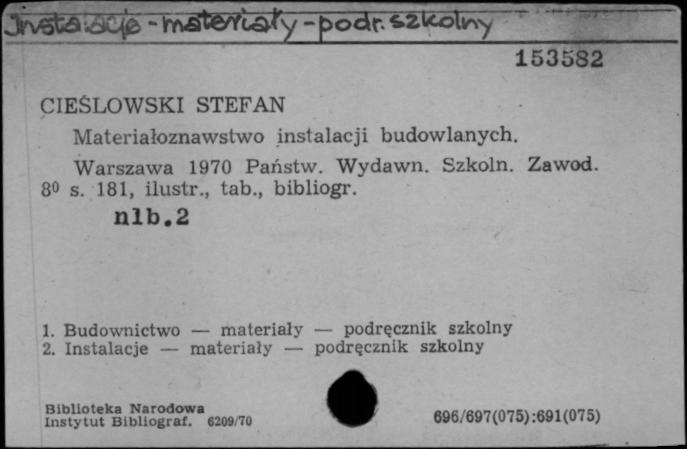 Instalacje - materiały - podr. szkolny
153582
CIEŚLOWSKI STEFAN
Materiałoznawstwo instalacji budowlanych.
Warszawa 1970 Państw. Wydawn. Szkoln. Zawod.
8⁰ s. 181, ilustr., tab., bibliogr.
nlb.2
1. Budownictwo — materiały — podręcznik szkolny
2. Instalacje — materiały — podręcznik szkolny
Biblioteka Narodowa
Instytut Bibliograf. 6209/70
696/697(075):691(075)